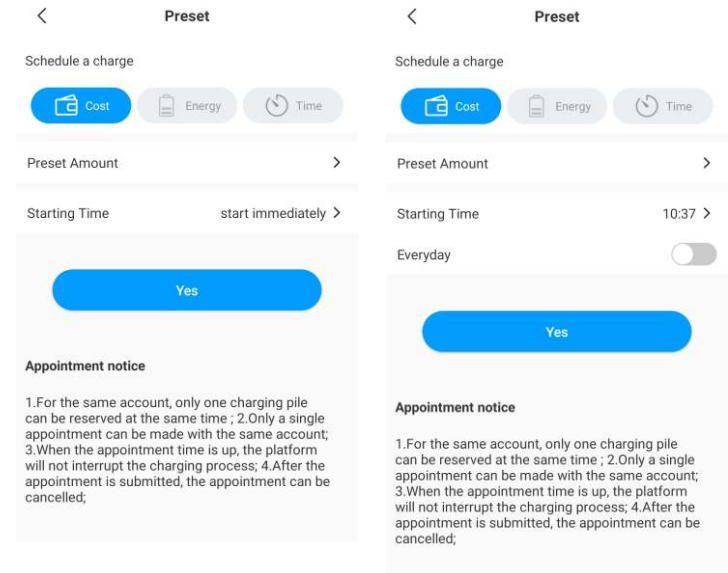 Preset
Schedule a charge
Cost Energy Time
Preset Amount
Starting Time start immediately
Yes
Appointment notice
1.For the same account, only one charging pile
can be reserved at the same time ; 2.Only a single
appointment can be made with the same account;
3.When the appointment time is up, the platform
will not interrupt the charging process; 4.After the
appointment is submitted, the appointment can be
cancelled;
Preset
Schedule a charge
Cost Energy Time
Preset Amount
Starting Time 10:37
Everyday
Yes
Appointment notice
1.For the same account, only one charging pile
can be reserved at the same time ; 2.Only a single
appointment can be made with the same account;
3.When the appointment time is up, the platform
will not interrupt the charging process; 4.After the
appointment is submitted, the appointment can be
cancelled;